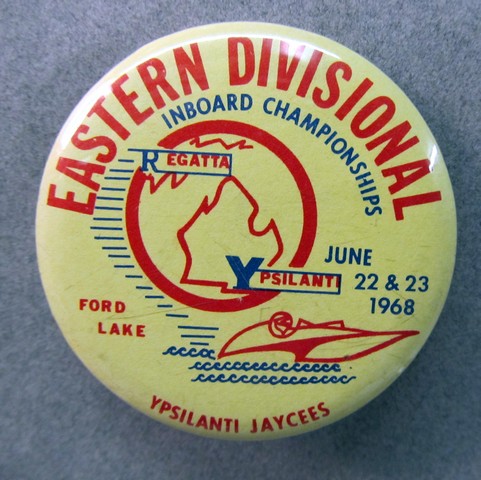 EASTERN DIVISIONAL
INBOARD CHAMPIONSHIPS
REGATTA
YPSILANTI
JUNE
22 & 23
1968
FORD
LAKE
YPSILANTI JAYCEES